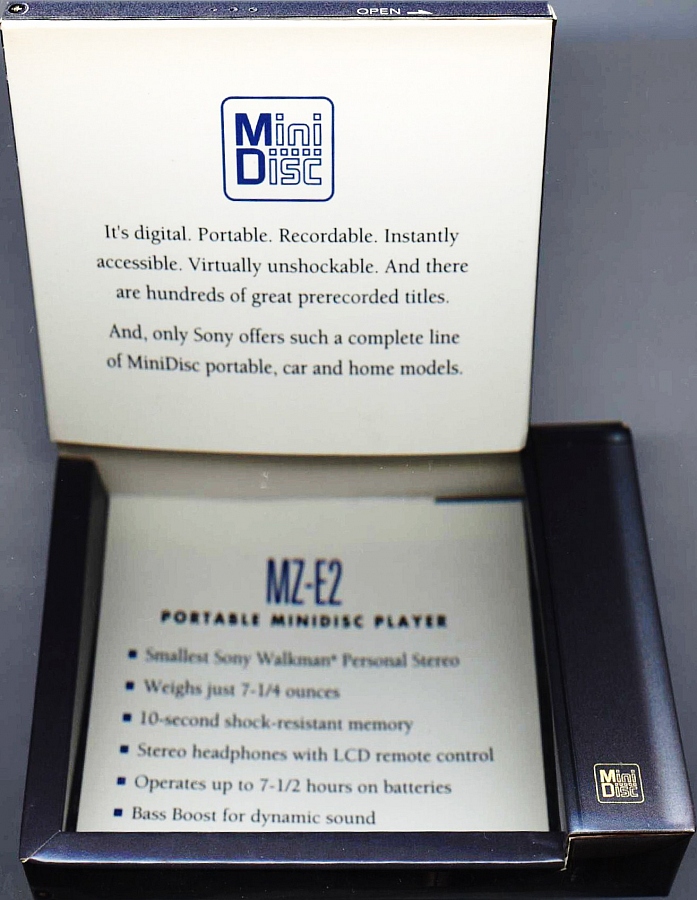 OPEN
Mini
Disc
It's digital. Portable. Recordable. Instantly
accessible. Virtually unshockable. And there
are hundreds of great prerecorded titles.
And, only Sony offers such a complete line
of MiniDisc portable, car and home models.
MZ-E2
PORTABLE MINIDISC PLAYER
▪ Smallest Sony Walkman® Personal Stereo
▪ Weighs just 7-1/4 ounces
▪ 10-second shock-resistant memory
▪ Stereo headphones with LCD remote control
▪ Operates up to 7-1/2 hours on batteries
▪ Bass Boost for dynamic sound
Mini
Disc